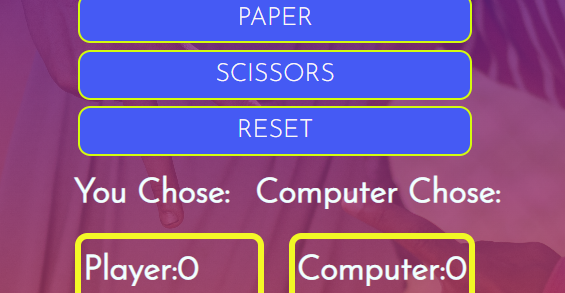 PAPER
SCISSORS
RESET
You Chose: Computer Chose:
Player:0 Computer:0